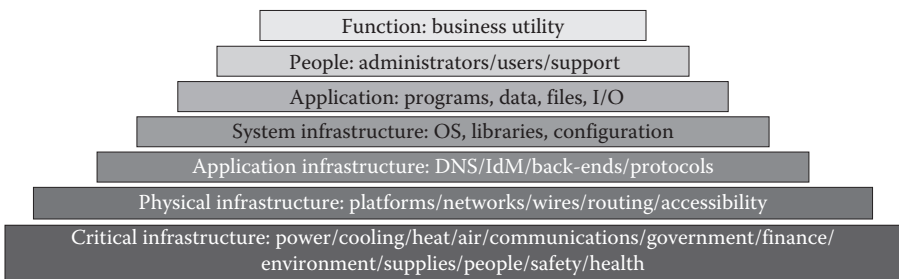 Function: business utility
People: administrators/users/support
Application: programs, data, files, I/O
System infrastructure: OS, libraries, configuration
Application infrastructure: DNS/IdM/back-ends/protocols
Physical infrastructure: platforms/networks/wires/routing/accessibility
Critical infrastructure: power/cooling/heat/air/communications/government/finance/
environment/supplies/people/safety/health